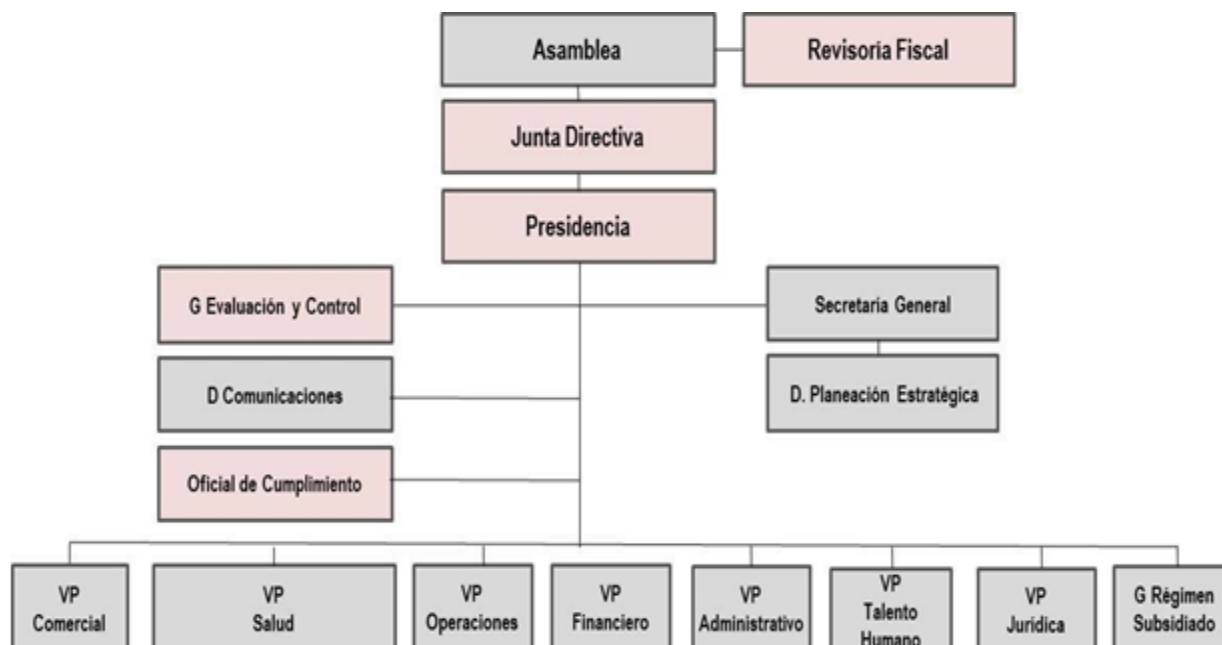 Asamblea
Revisoría Fiscal
Junta Directiva
Presidencia
G Evaluación y Control
Secretaría General
D Comunicaciones
D. Planeación Estratégica
Oficial de Cumplimiento
VP
Comercial
VP
Salud
VP
Operaciones
VP
Financiero
VP
Administrativo
VP
Talento
Humano
VP
Jurídica
G Régimen
Subsidiado